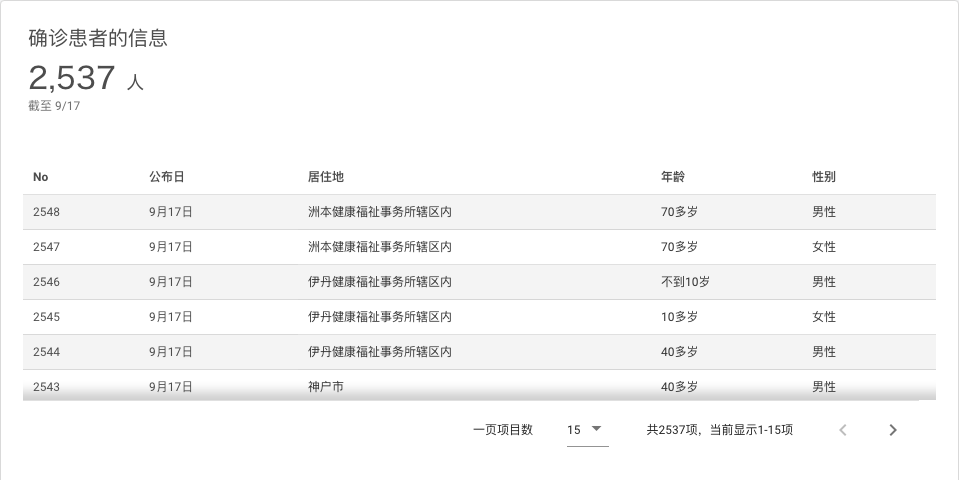 确诊患者的信息
2,537 人
截至 9/17
No 公布日 居住地 年龄 性别
2548 9月17日 洲本健康福祉事务所辖区内 70多岁 男性
2547 9月17日 洲本健康福祉事务所辖区内 70多岁 女性
2546 9月17日 伊丹健康福祉事务所辖区内 不到10岁 男性
2545 9月17日 伊丹健康福祉事务所辖区内 10多岁 女性
2544 9月17日 伊丹健康福祉事务所辖区内 40多岁 男性
2543 9月17日 神户市 40多岁 男性
一页项目数 15 共2537项，当前显示1-15项